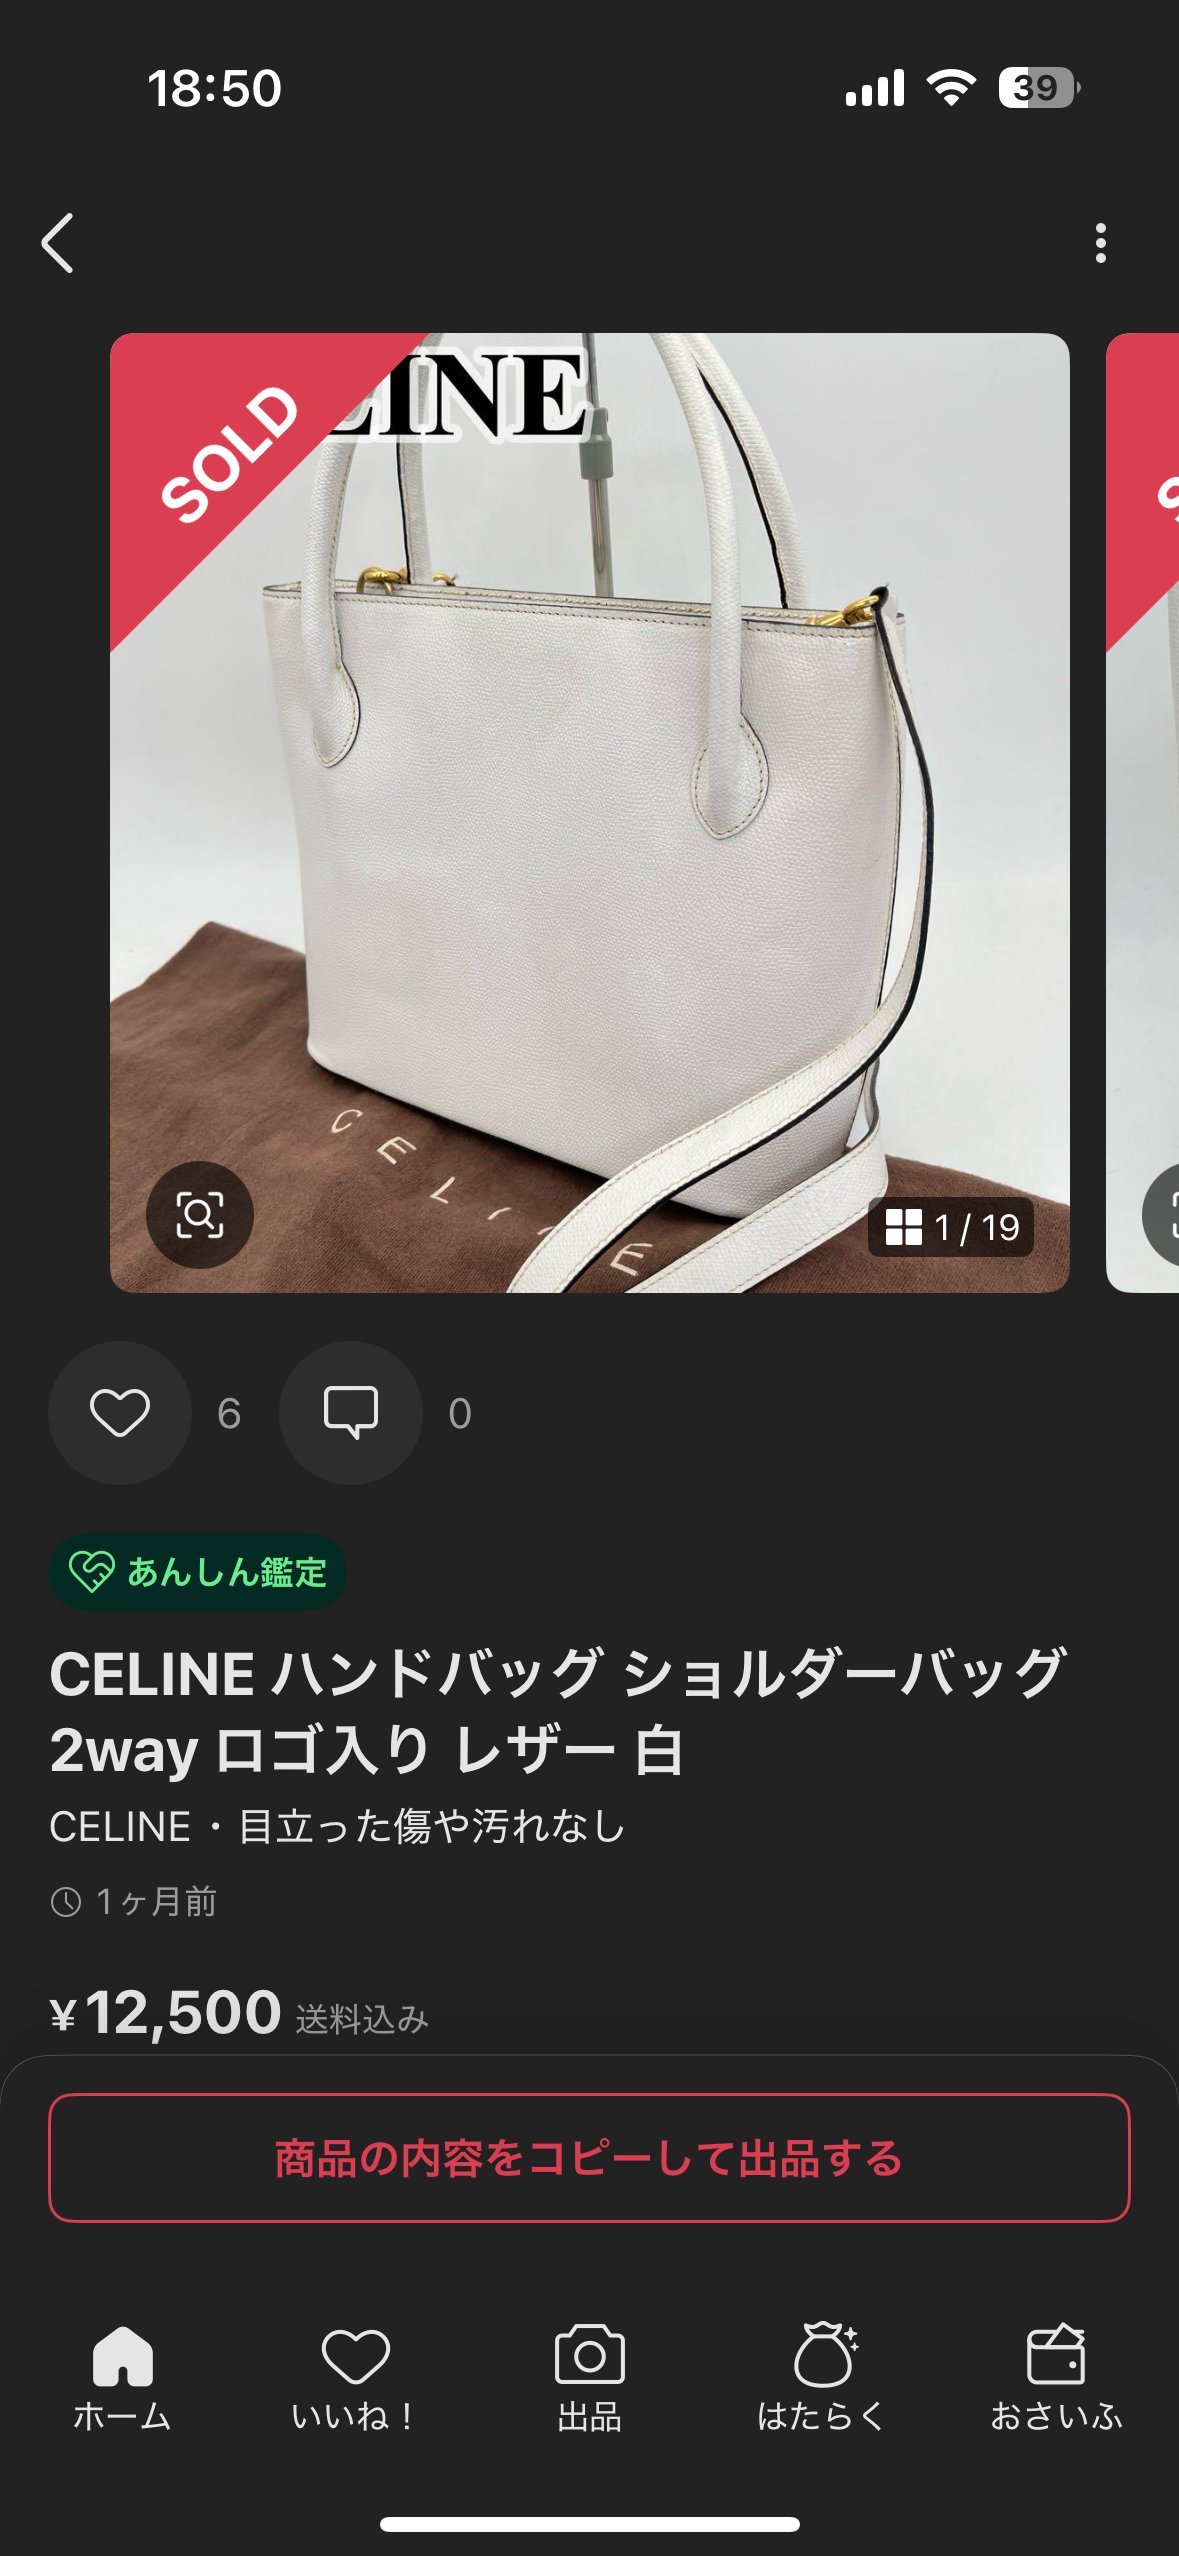 18:50
39
SOLD
LINE
CELINE
1 / 19
6
0
あんしん鑑定
CELINE ハンドバッグ ショルダーバッグ
2way ロゴ入り レザー 白
CELINE・目立った傷や汚れなし
1ヶ月前
¥12,500 送料込み
商品の内容をコピーして出品する
ホーム
いいね！
出品
はたらく
おさいふ